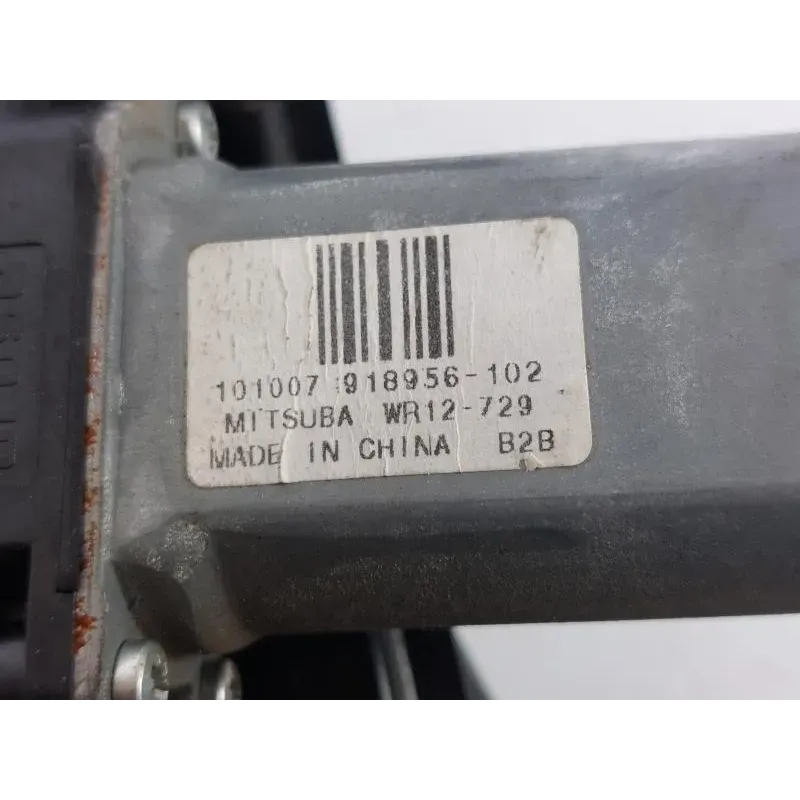 101007 918956-102
MITSUBA WR12-729
MADE IN CHINA B2B